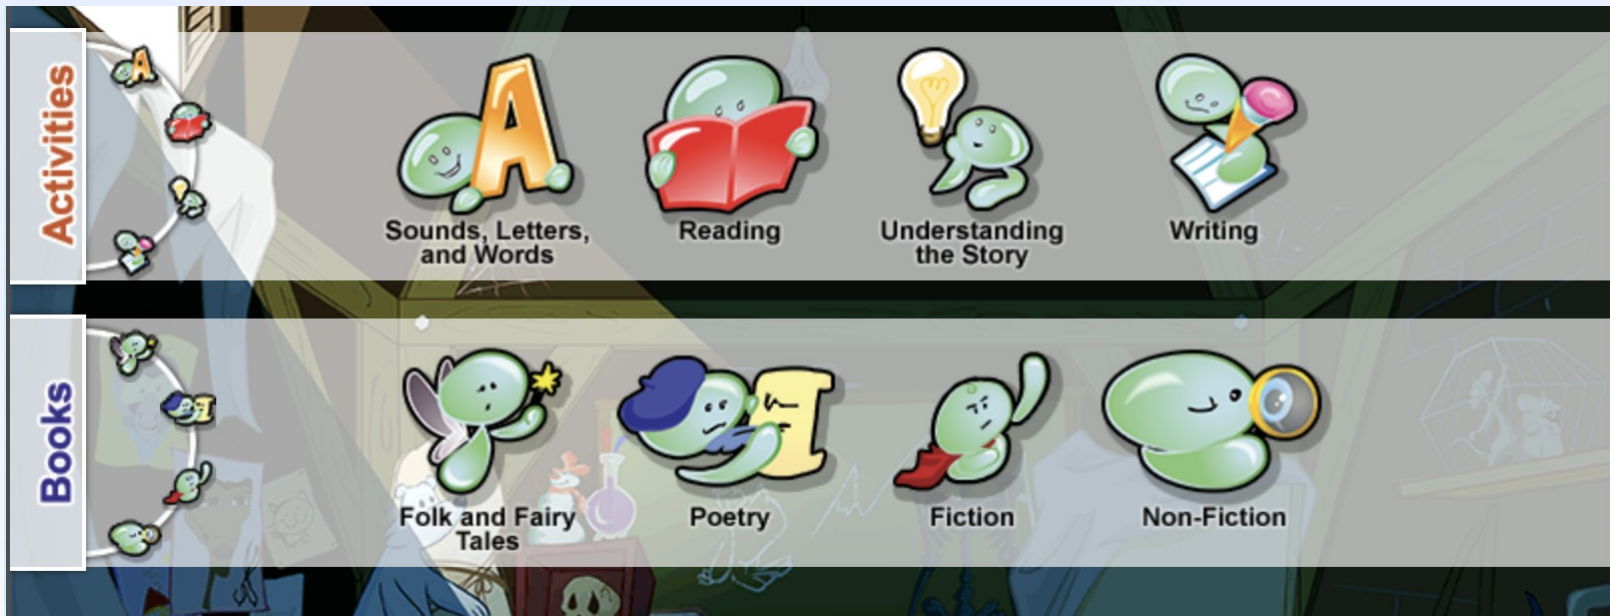 Activities
Sounds, Letters,
and Words
Reading
Understanding
the Story
Writing
Books
Folk and Fairy
Tales
Poetry
Fiction
Non-Fiction